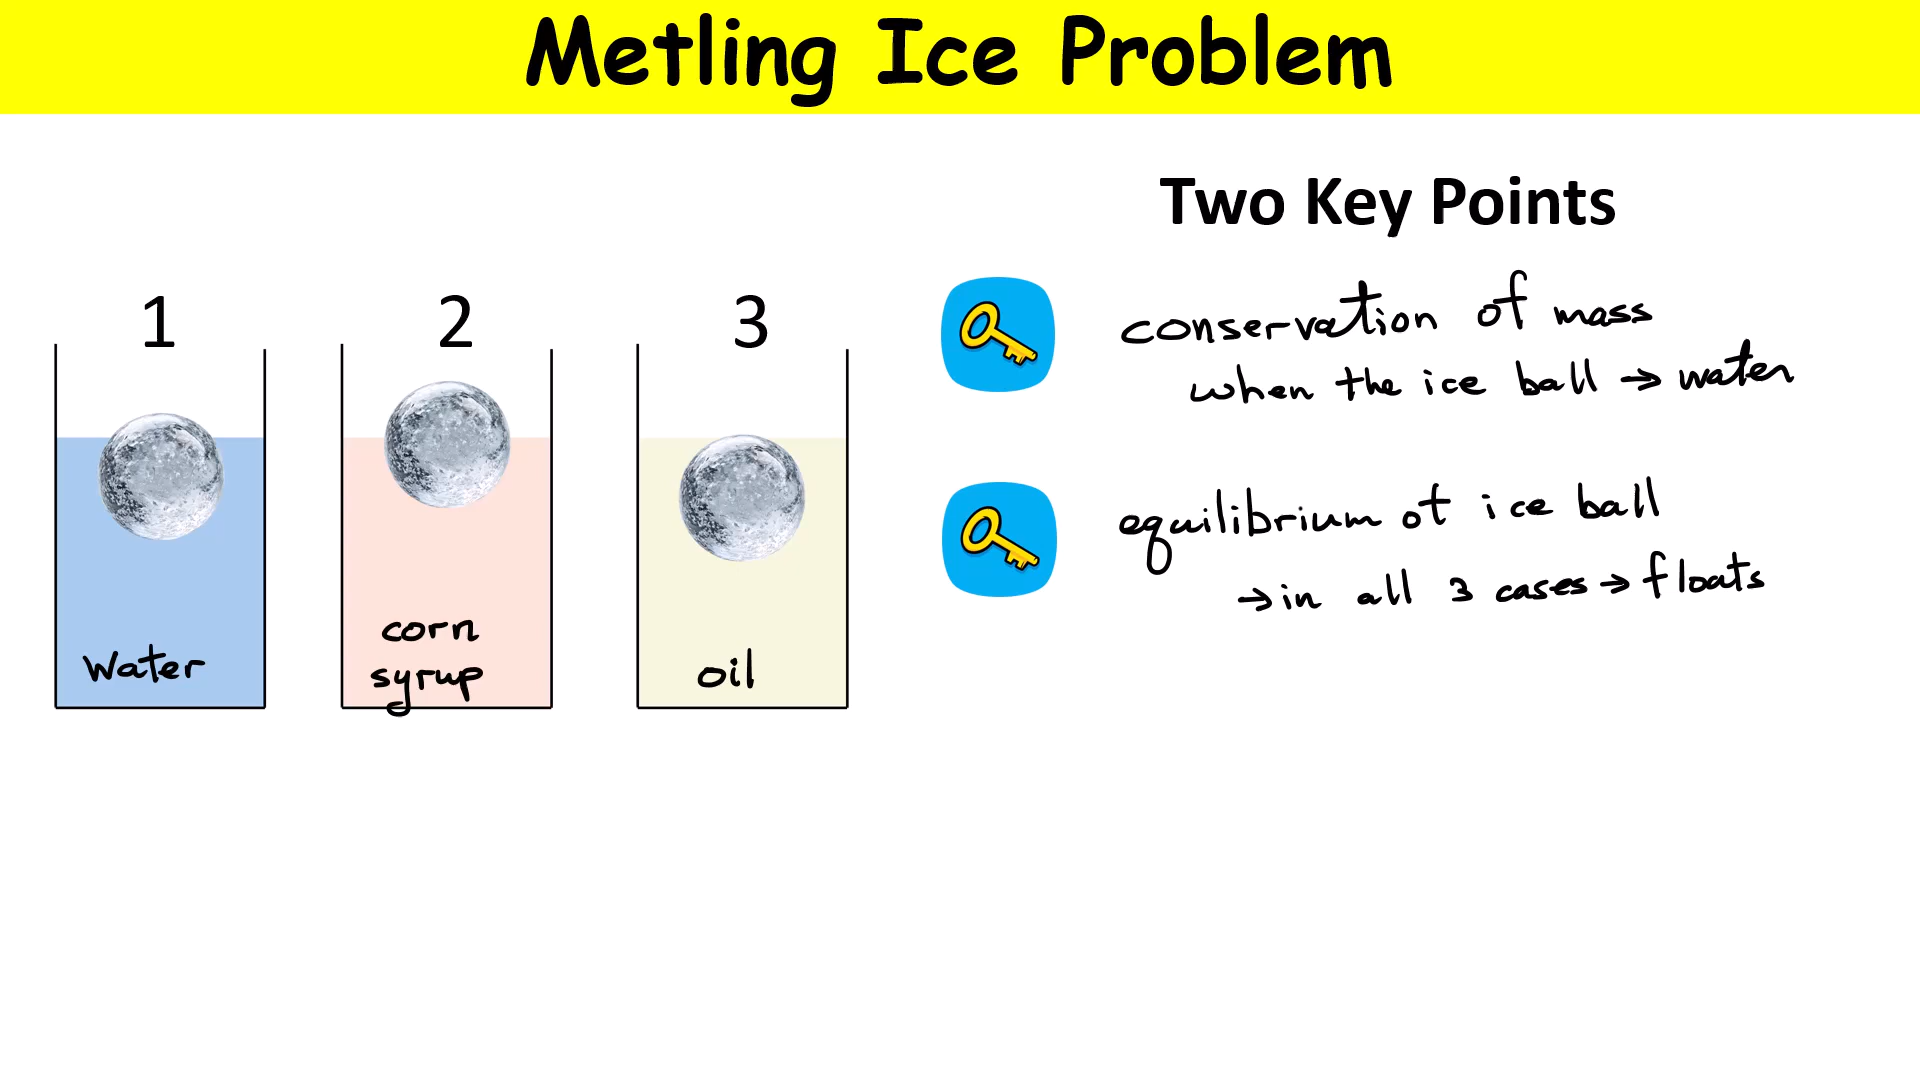 Metling Ice Problem
Two Key Points
1
2
3
conservation of mass
when the ice ball → water
equilibrium of ice ball
→ in all 3 cases → floats
water
corn
syrup
oil